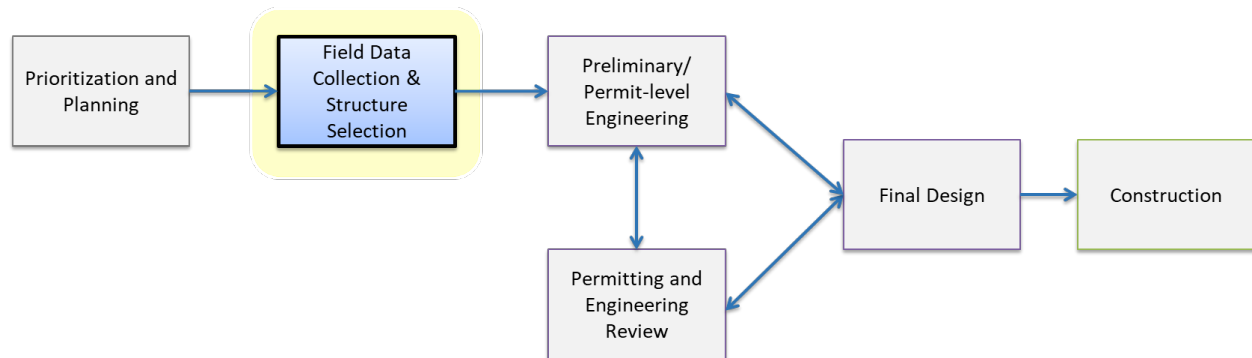 Prioritization and
Planning
Field Data
Collection &
Structure
Selection
Preliminary/
Permit-level
Engineering
Permitting and
Engineering
Review
Final Design
Construction